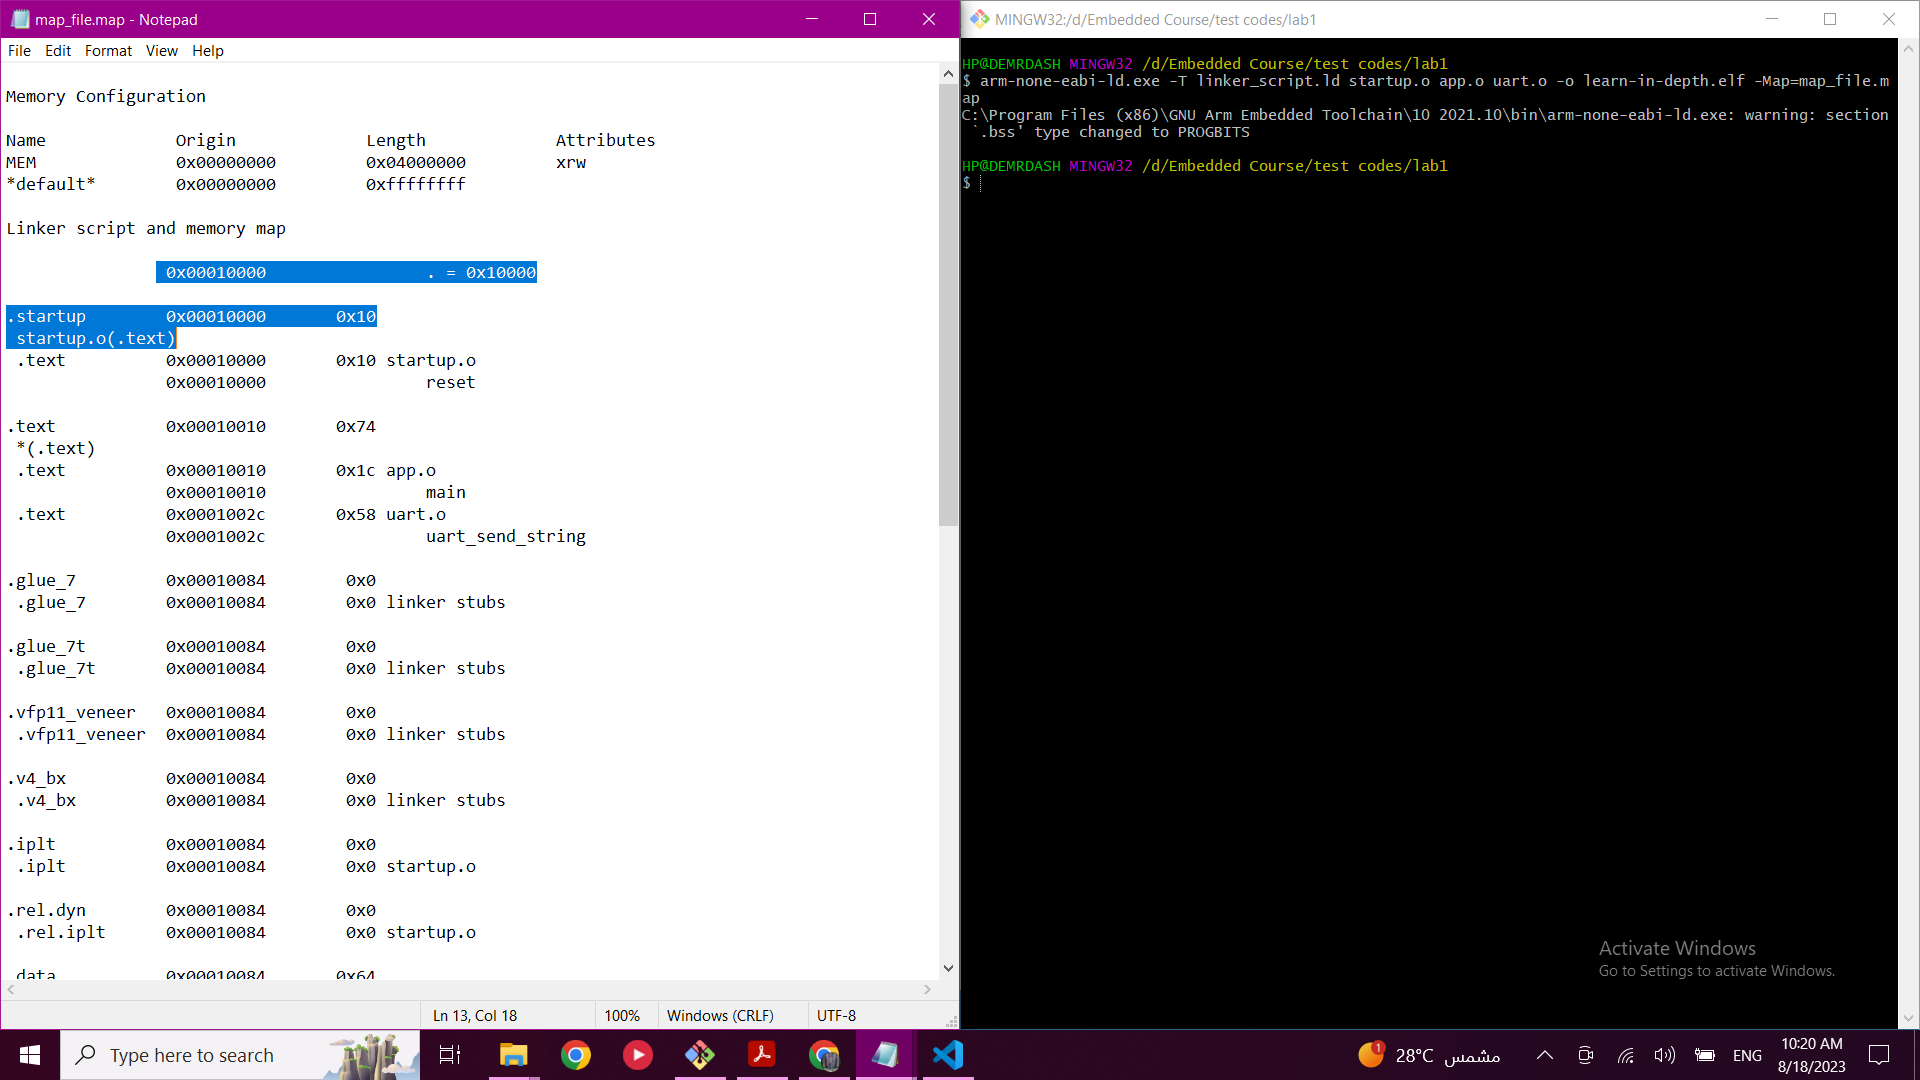 map_file.map - Notepad
File Edit Format View Help
Memory Configuration
Name Origin Length Attributes
MEM 0x00000000 0x04000000 xrw
*default* 0x00000000 0xffffffff
Linker script and memory map
0x00010000 . = 0x10000
.startup 0x00010000 0x10
startup.o(.text)
.text 0x00010000 0x10 startup.o
0x00010000 reset
.text 0x00010010 0x74
*(.text)
.text 0x00010010 0x1c app.o
0x00010010 main
.text 0x0001002c 0x58 uart.o
0x0001002c uart_send_string
.glue_7 0x00010084 0x0
.glue_7 0x00010084 0x0 linker stubs
.glue_7t 0x00010084 0x0
.glue_7t 0x00010084 0x0 linker stubs
.vfp11_veneer 0x00010084 0x0
.vfp11_veneer 0x00010084 0x0 linker stubs
.v4_bx 0x00010084 0x0
.v4_bx 0x00010084 0x0 linker stubs
.iplt 0x00010084 0x0
.iplt 0x00010084 0x0 startup.o
.rel.dyn 0x00010084 0x0
.rel.iplt 0x00010084 0x0 startup.o
.data 0x00010084 0x64
Ln 13, Col 18 100% Windows (CRLF) UTF-8
MINGW32:/d/Embedded Course/test codes/lab1
HP@DEMRDASH MINGW32 /d/Embedded Course/test codes/lab1
$ arm-none-eabi-ld.exe -T linker_script.ld startup.o app.o uart.o -o learn-in-depth.elf -Map=map_file.m
ap
C:\Program Files (x86)\GNU Arm Embedded Toolchain\10 2021.10\bin\arm-none-eabi-ld.exe: warning: section
`.bss' type changed to PROGBITS
HP@DEMRDASH MINGW32 /d/Embedded Course/test codes/lab1
$
Activate Windows
Go to Settings to activate Windows.
Type here to search
1
28°C مشمس
ENG
10:20 AM
8/18/2023